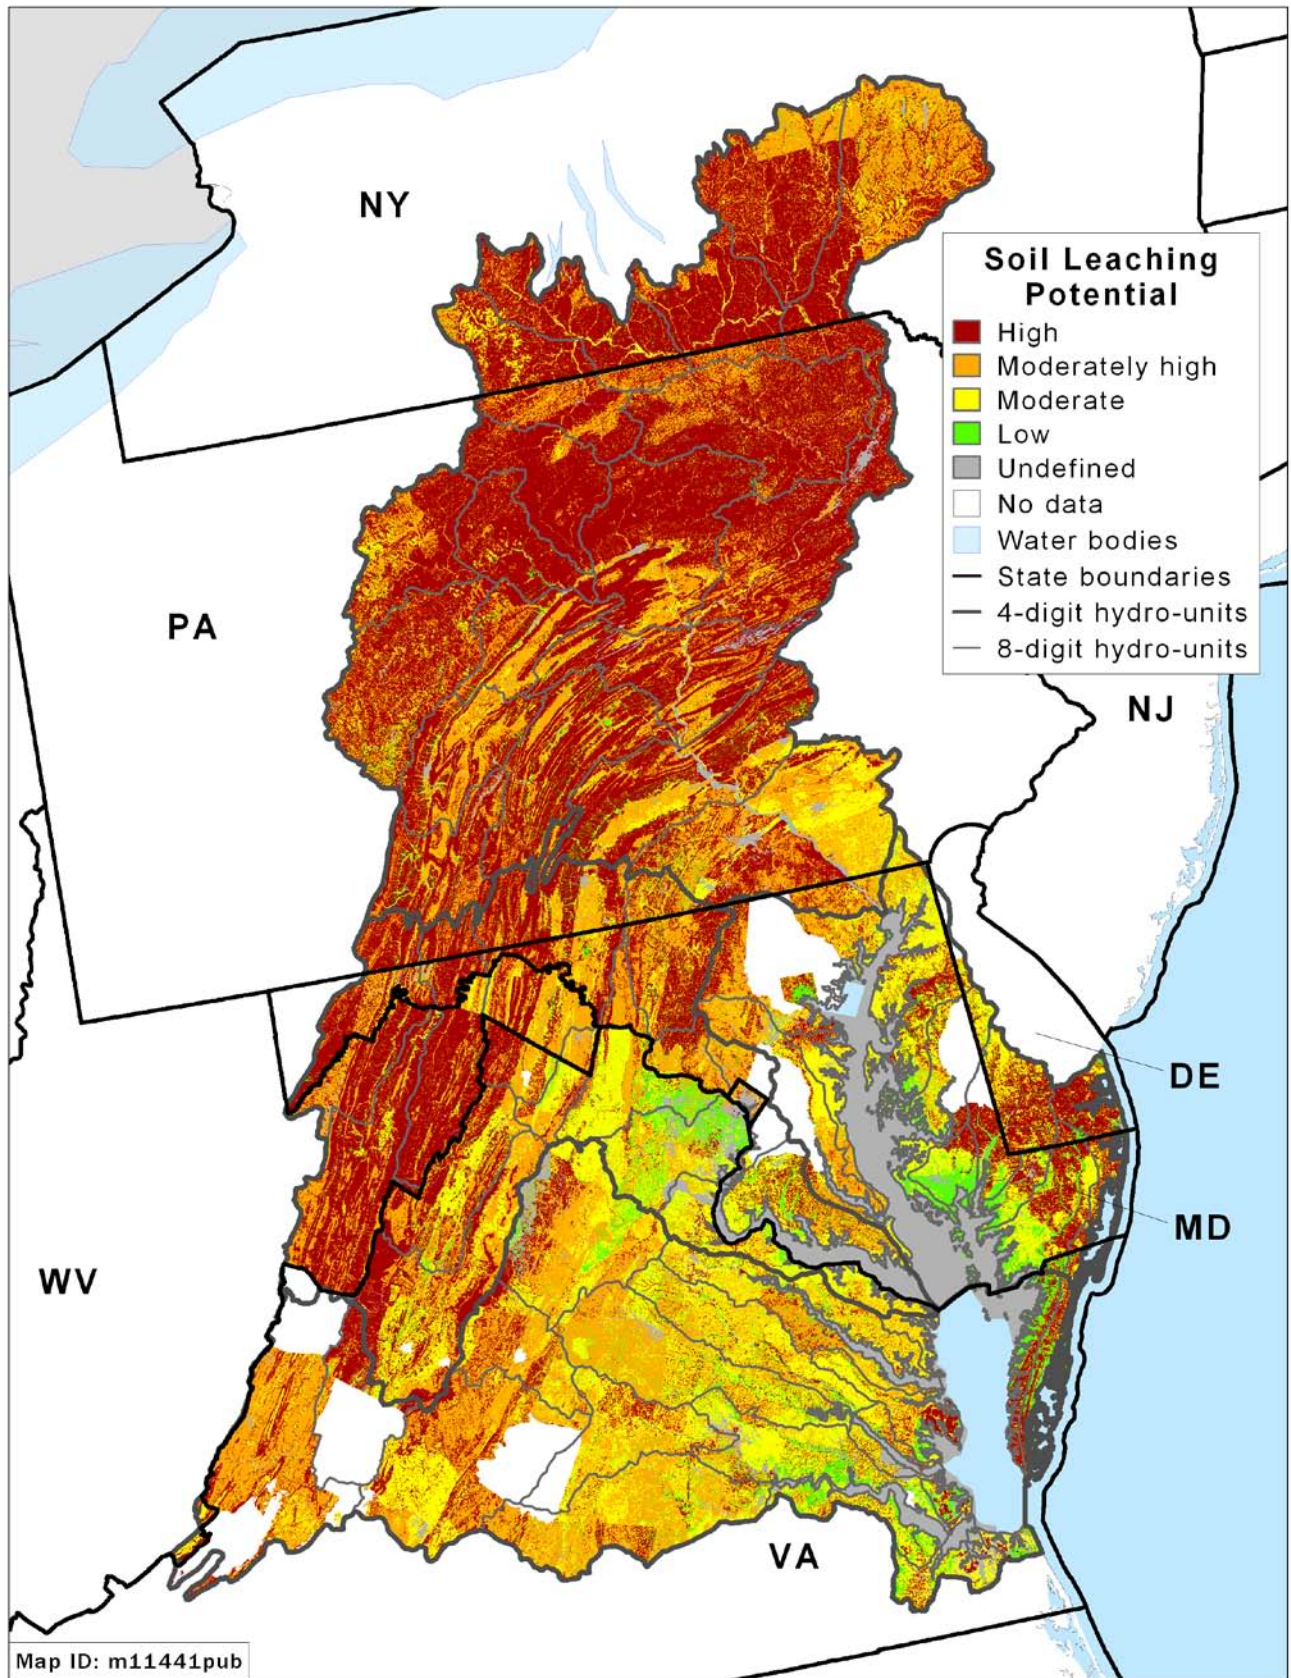 NY
Soil Leaching
Potential
High
Moderately high
Moderate
Low
Undefined
No data
Water bodies
State boundaries
4-digit hydro-units
8-digit hydro-units
PA
NJ
DE
MD
WV
VA
Map ID: m11441pub